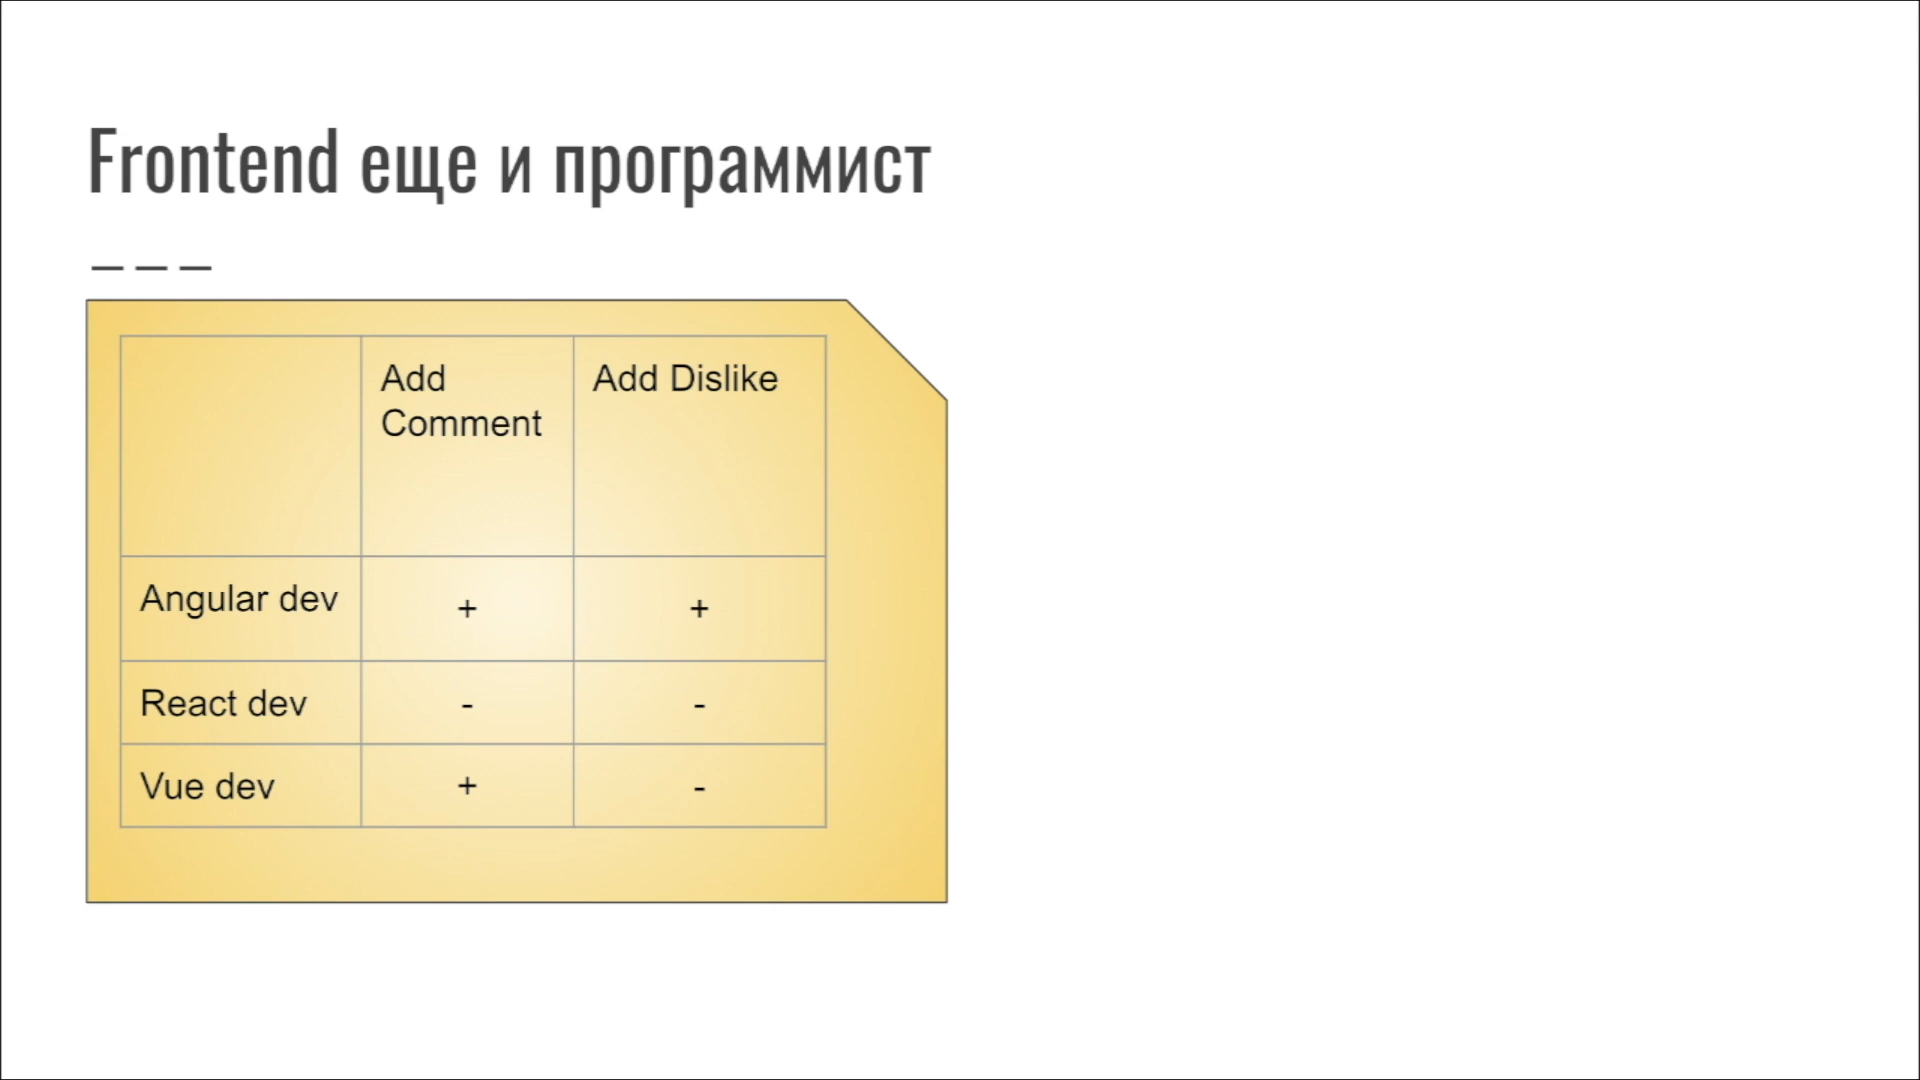 Frontend еще и программист
Add
Comment
Add Dislike
Angular dev + +
React dev - -
Vue dev + -